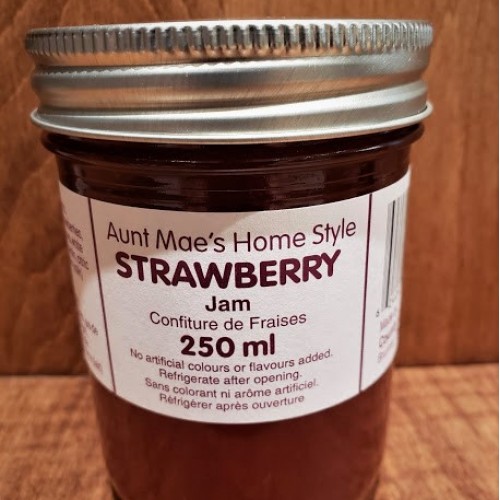 Aunt Mae's Home Style
STRAWBERRY
Jam
Confiture de Fraises
250 ml
No artificial colours or flavours added.
Refrigerate after opening.
Sans colorant ni arôme artificiel.
Réfrigérer après ouverture